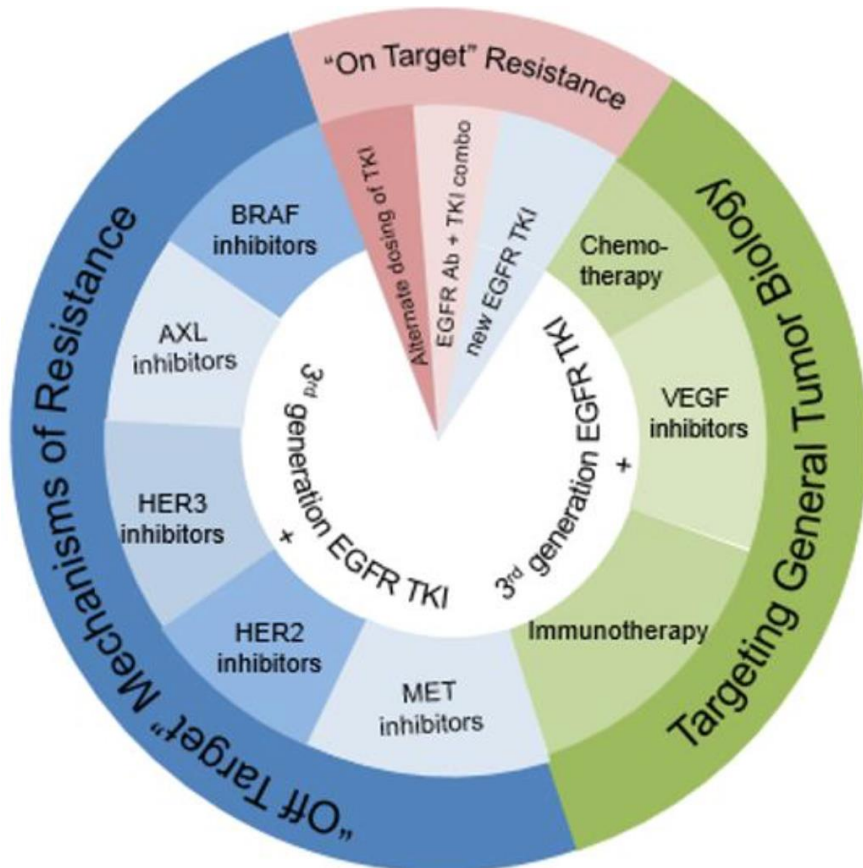 "On Target" Resistance
Alternate dosing of TKI
EGFR Ab + TKI combo
new EGFR TKI
Targeting General Tumor Biology
Chemo-
therapy
VEGF
inhibitors
Immunotherapy
+
3rd generation EGFR TKI
"Off Target" Mechanisms of Resistance
BRAF
inhibitors
AXL
inhibitors
HER3
inhibitors
HER2
inhibitors
MET
inhibitors
+
3rd generation EGFR TKI